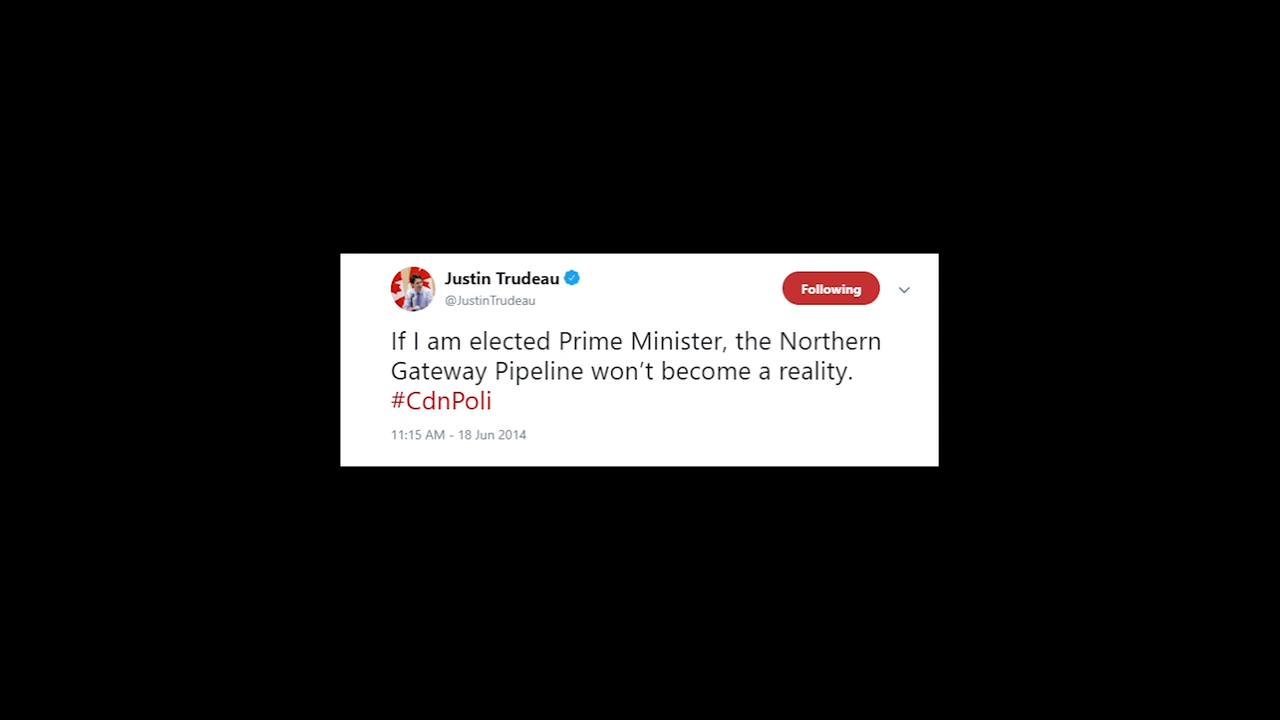 Justin Trudeau
@JustinTrudeau
Following
If I am elected Prime Minister, the Northern
Gateway Pipeline won’t become a reality.
#CdnPoli
11:15 AM - 18 Jun 2014